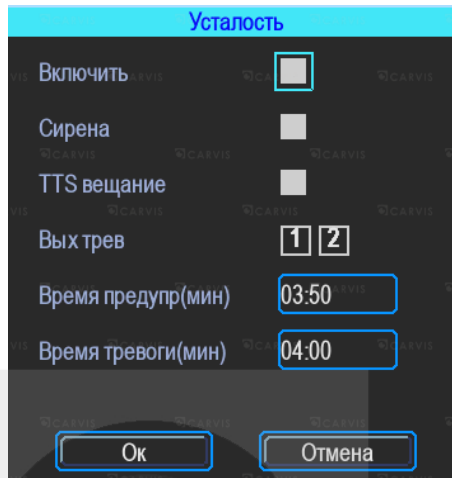 Усталость
Включить
Сирена
TTS вещание
Вых трев 1 2
Время предупр(мин) 03:50
Время тревоги(мин) 04:00
Ок Отмена
CARVIS